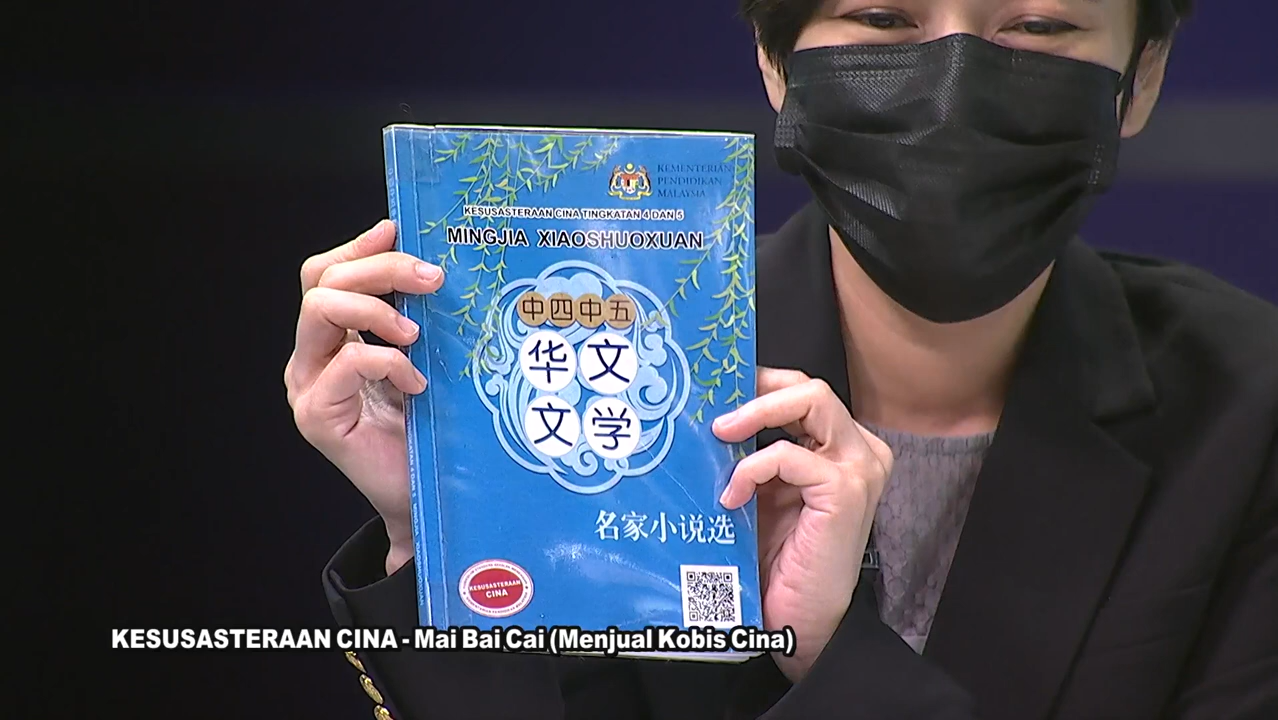 KEMENTERIAN
PENDIDIKAN
MALAYSIA
KESUSASTERAAN CINA TINGKATAN 4 DAN 5
MINGJIA XIAOSHUOXUAN
中四中五
华文
文学
名家小说选
KESUSASTERAAN
CINA
KESUSASTERAAN CINA - Mai Bai Cai (Menjual Kobis Cina)